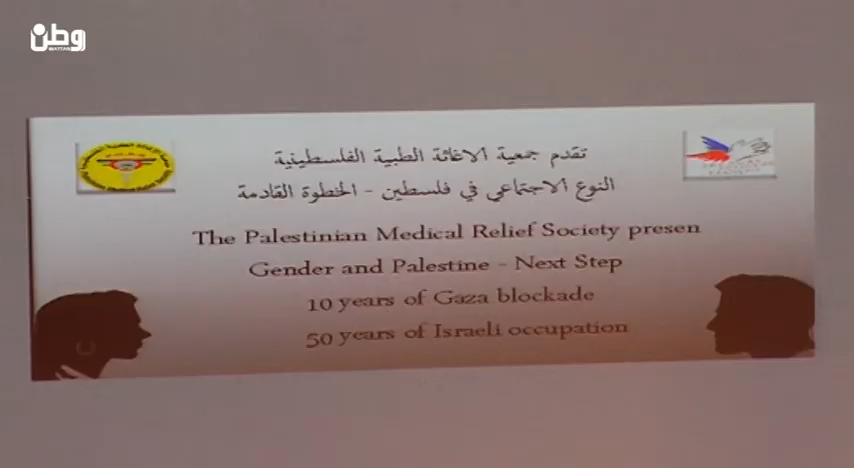 وطن
WATTAN
تقدم جمعية الاغاثة الطبية الفلسطينية
النوع الاجتماعي في فلسطين - الخطوة القادمة
The Palestinian Medical Relief Society presen
Gender and Palestine - Next Step
10 years of Gaza blockade
50 years of Israeli occupation